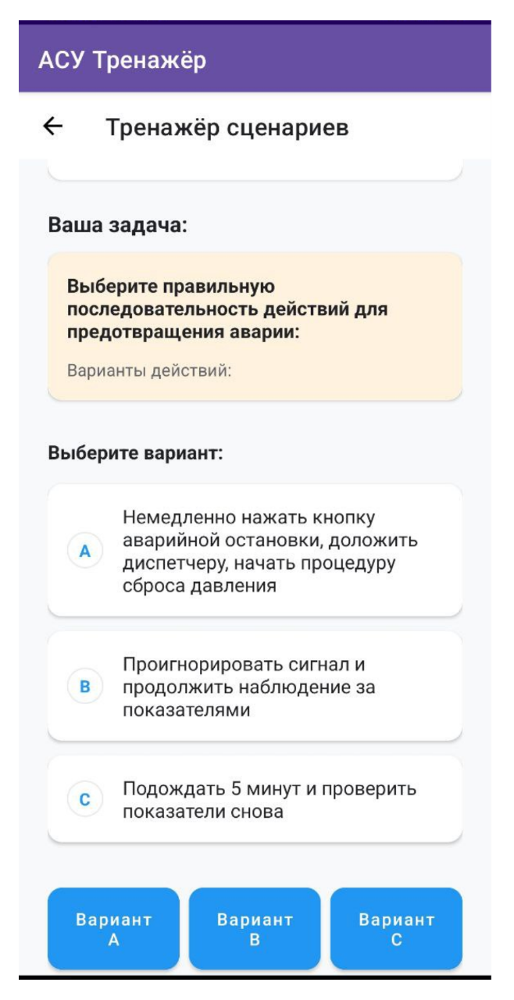 АСУ Тренажёр
Тренажёр сценариев
Ваша задача:
Выберите правильную
последовательность действий для
предотвращения аварии:
Варианты действий:
Выберите вариант:
A
Немедленно нажать кнопку
аварийной остановки, доложить
диспетчеру, начать процедуру
сброса давления
B
Проигнорировать сигнал и
продолжить наблюдение за
показателями
C
Подождать 5 минут и проверить
показатели снова
Вариант
A
Вариант
B
Вариант
C